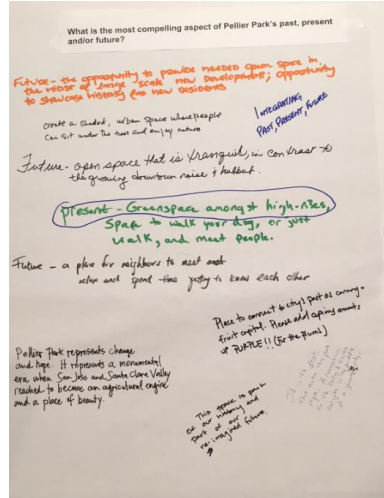 What is the most compelling aspect of Pellier Park's past, present
and/or future?
Future - the opportunity to provide needed open space in
the midst of large scale new development; opportunity
to showcase history for new residents
create a shaded, urban space where people
can sit under the trees and enjoy nature
INTEGRATING
PAST, PRESENT, FUTURE
Future - open space that is tranquil, in contrast to
the growing downtown noise & hubbub.
present - Greenspace amongst high-rises,
Space to walk your dog, or just
walk, and meet people.
Future - a place for neighbors to meet and
relax and spend time getting to know each other
Place to connect to city's past as canning-
fruit capital. Please add
up PURPLE!! (For the Plums)
Pellier Park represents change
and hope. It represents a monumental
era when San Jose and Santa Clara Valley
reached to become an agricultural engine
and a place of beauty.
This space is part
of our history and
part of our
re-imagined future.